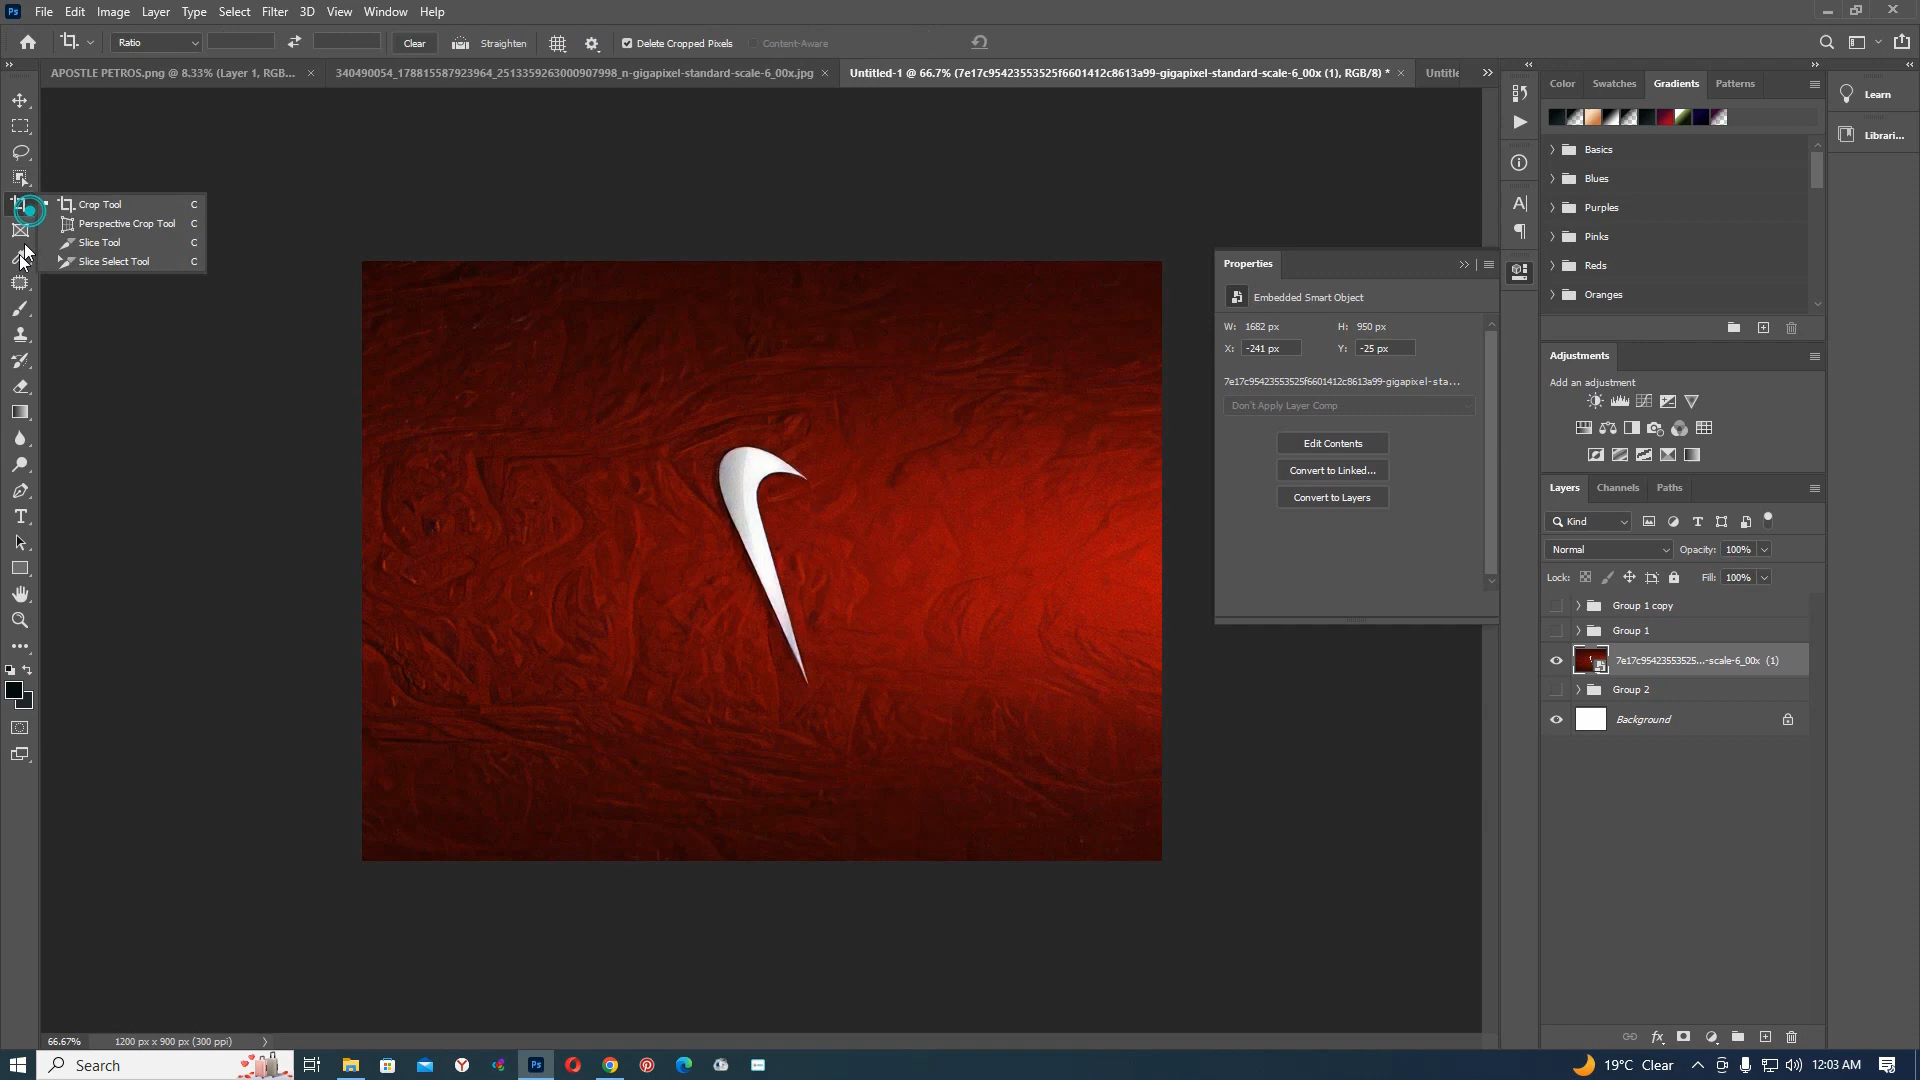 Ps File Edit Image Layer Type Select Filter 3D View Window Help
Ratio Clear Straighten Delete Cropped Pixels Content-Aware
APOSTLE PETROS.png @ 8.33% (Layer 1, RGB... × 340490054_178815587923964_2513359263000907998_n-gigapixel-standard-scale-6_00x.jpg × Untitled-1 @ 66.7% (7e17c95423553525f6601412c8613a99-gigapixel-standard-scale-6_00x (1), RGB/8) * × Untitle
Crop Tool C
Perspective Crop Tool C
Slice Tool C
Slice Select Tool C
Properties
Embedded Smart Object
W: 1682 px H: 950 px
X: -241 px Y: -25 px
7e17c95423553525f6601412c8613a99-gigapixel-sta...
Don't Apply Layer Comp
Edit Contents
Convert to Linked...
Convert to Layers
Color Swatches Gradients Patterns
Basics
Blues
Purples
Pinks
Reds
Oranges
Learn
Librari...
Adjustments
Add an adjustment
Layers Channels Paths
Kind
Normal Opacity: 100%
Lock: Fill: 100%
Group 1 copy
Group 1
7e17c95423553525...-scale-6_00x (1)
Group 2
Background
66.67% 1200 px x 900 px (300 ppi)
Search
Ps
19°C Clear 12:03 AM